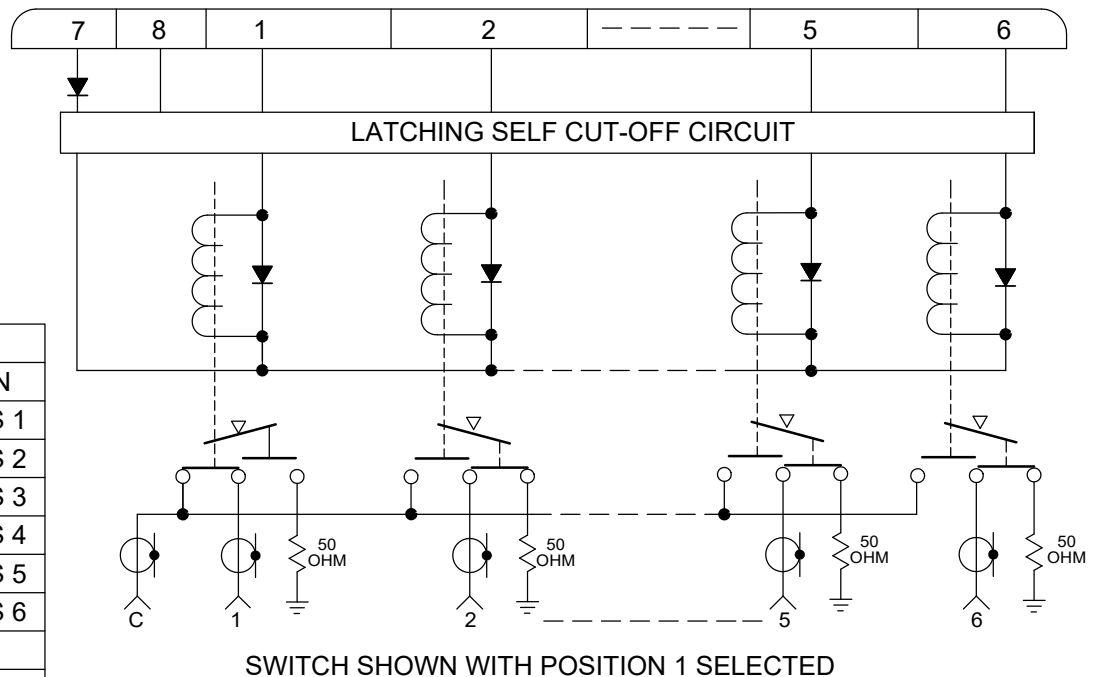 7 8 1 2 5 6
LATCHING SELF CUT-OFF CIRCUIT
N
S 1
S 2
S 3
S 4
S 5
S 6
50 50 50 50
OHM OHM OHM OHM
C 1 2 5 6
SWITCH SHOWN WITH POSITION 1 SELECTED